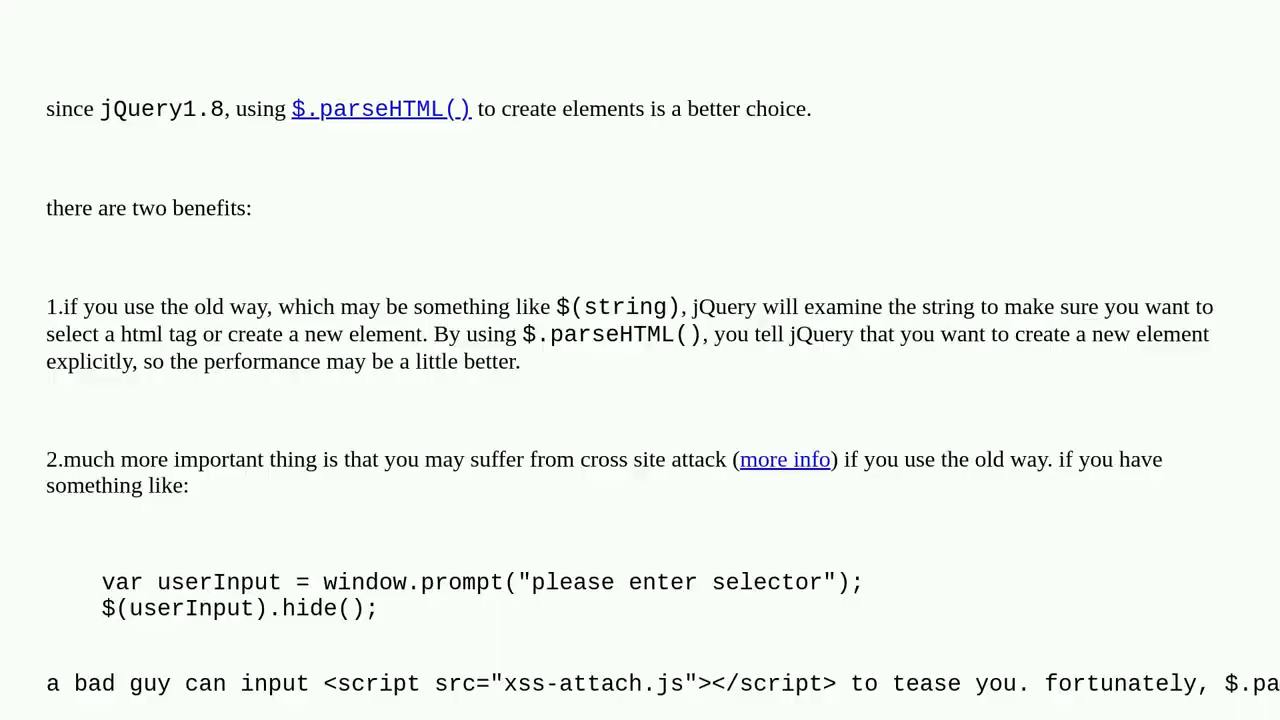 since jQuery1.8, using $.parseHTML() to create elements is a better choice.
there are two benefits:
1.if you use the old way, which may be something like $(string), jQuery will examine the string to make sure you want to
select a html tag or create a new element. By using $.parseHTML(), you tell jQuery that you want to create a new element
explicitly, so the performance may be a little better.
2.much more important thing is that you may suffer from cross site attack (more info) if you use the old way. if you have
something like:
var userInput = window.prompt("please enter selector");
$(userInput).hide();
a bad guy can input <script src="xss-attach.js"></script> to tease you. fortunately, $.pa